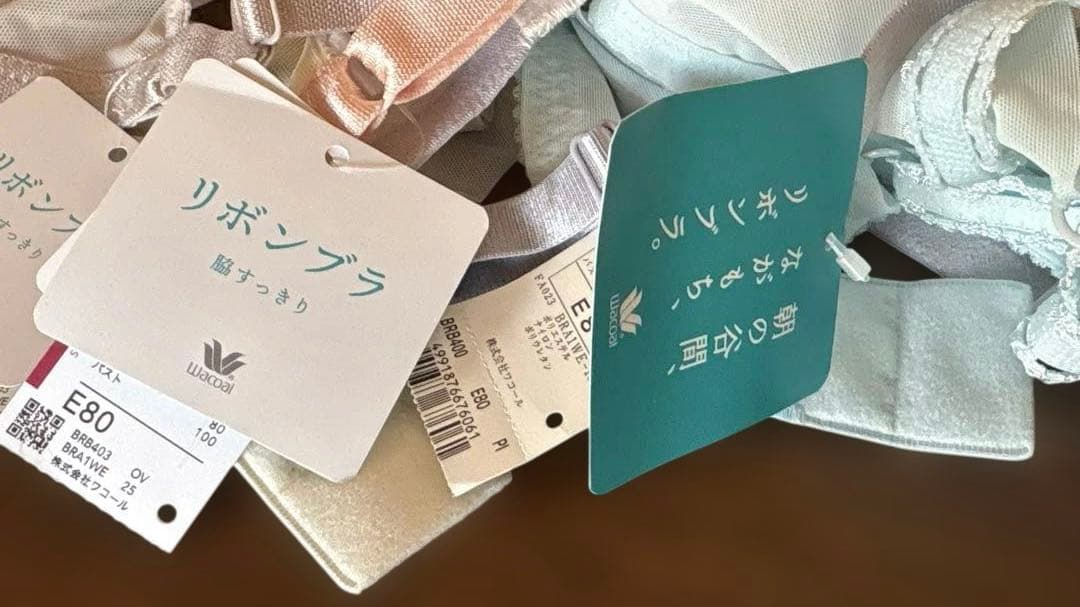 リボンブ
すっきり
リボンブラ
脇すっきり
Wacoal
バスト
E80
80
100
BRB403 OV
BRA1WE 25
株式会社ワコール
BRB400
4991876676061
E80 PI
株式会社ワコール
FA023 BRA1WE
ポリエステル
ナイロン
ポリウレタン
朝の谷間、
ながもち、
リボンブラ。
Wacoal